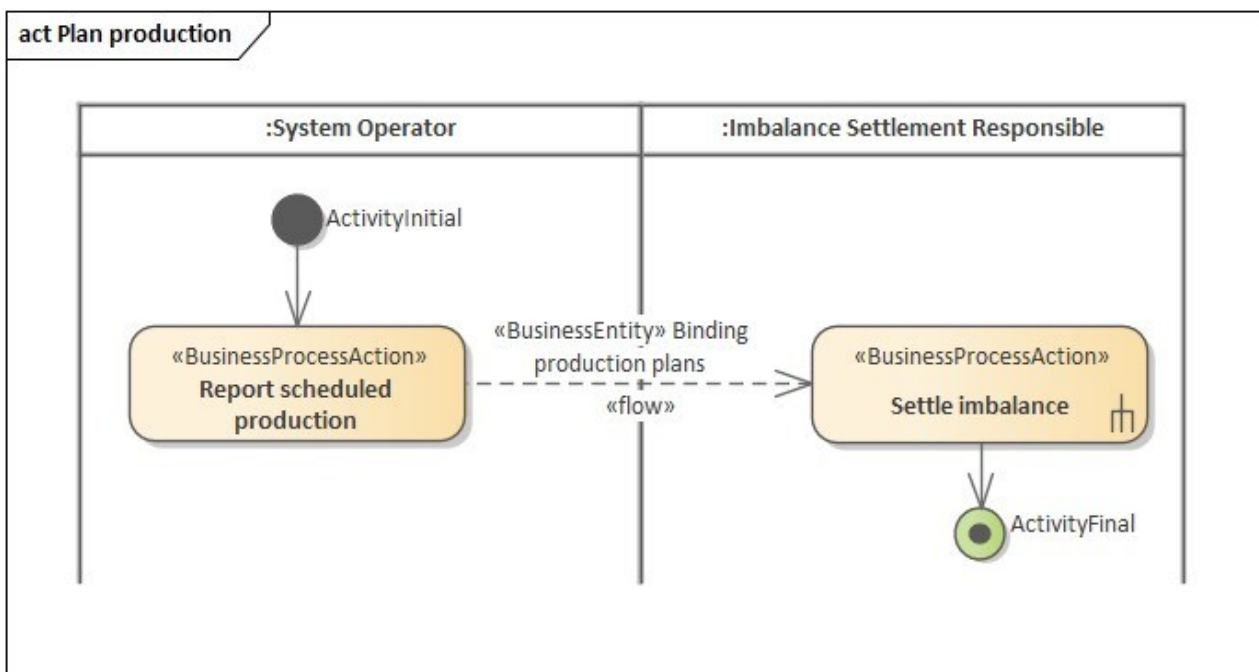 act Plan production
:System Operator
:Imbalance Settlement Responsible
ActivityInitial
«BusinessProcessAction»
Report scheduled
production
«BusinessEntity» Binding
production plans
«flow»
«BusinessProcessAction»
Settle imbalance
ActivityFinal